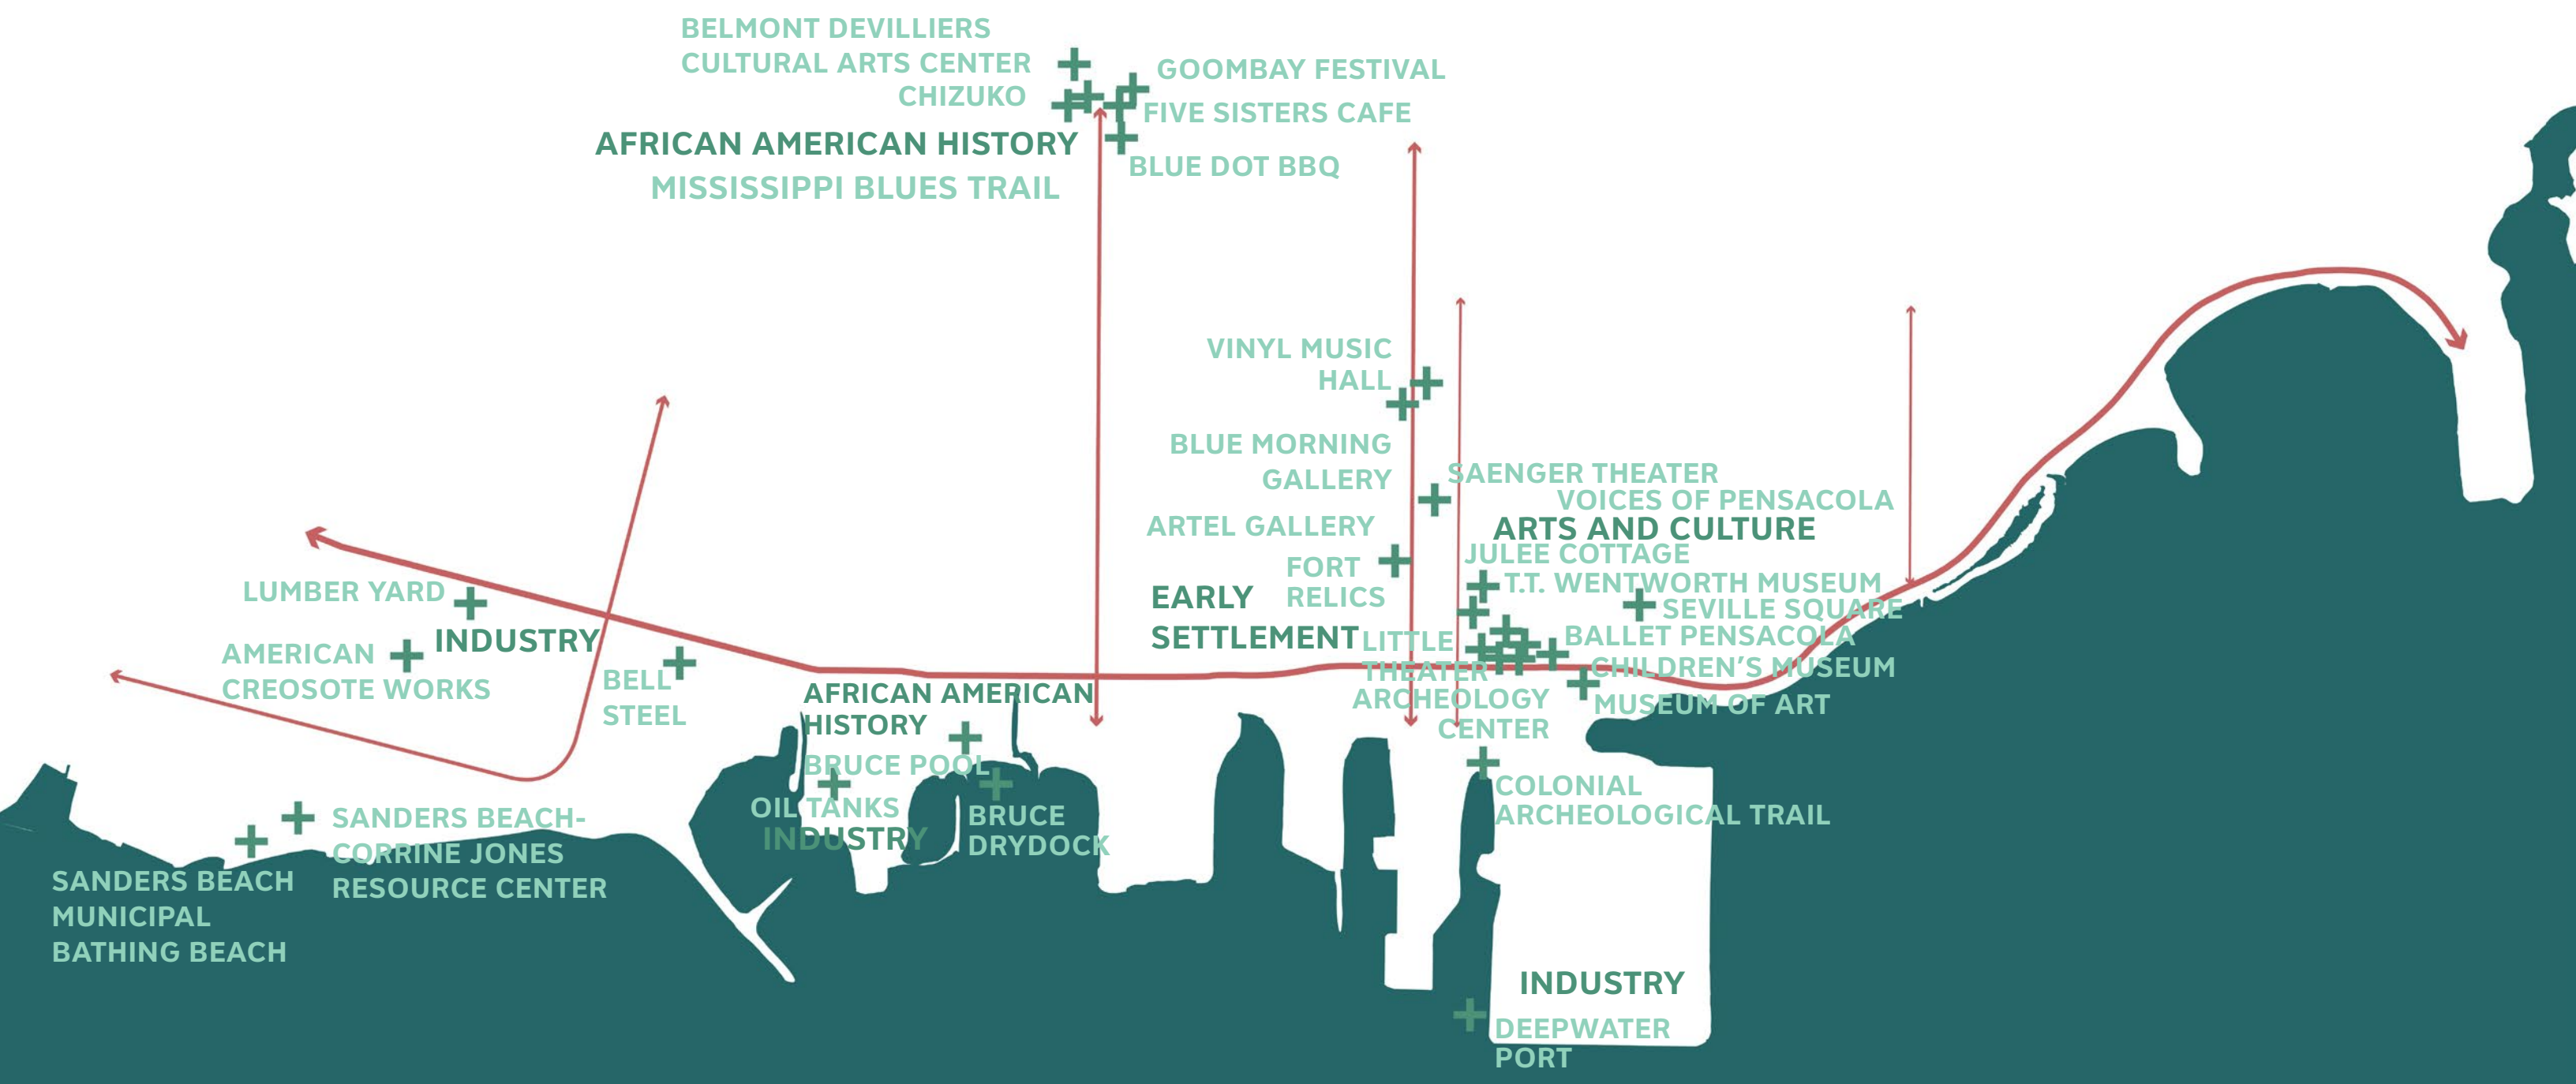 BELMONT DEVILLIERS
CULTURAL ARTS CENTER
GOOMBAY FESTIVAL
CHIZUKO
FIVE SISTERS CAFE
AFRICAN AMERICAN HISTORY
BLUE DOT BBQ
MISSISSIPPI BLUES TRAIL
VINYL MUSIC
HALL
BLUE MORNING
GALLERY
SAENGER THEATER
VOICES OF PENSACOLA
ARTEL GALLERY
ARTS AND CULTURE
JULEE COTTAGE
FORT
RELICS
T.T. WENTWORTH MUSEUM
EARLY
SETTLEMENT
SEVILLE SQUARE
LITTLE
THEATER
BALLET PENSACOLA
CHILDREN'S MUSEUM
ARCHEOLOGY
CENTER
MUSEUM OF ART
LUMBER YARD
INDUSTRY
AMERICAN
CREOSOTE WORKS
BELL
STEEL
AFRICAN AMERICAN
HISTORY
BRUCE POOL
OIL TANKS
INDUSTRY
BRUCE
DRYDOCK
COLONIAL
ARCHEOLOGICAL TRAIL
SANDERS BEACH-
CORRINE JONES
RESOURCE CENTER
SANDERS BEACH
MUNICIPAL
BATHING BEACH
INDUSTRY
DEEPWATER
PORT